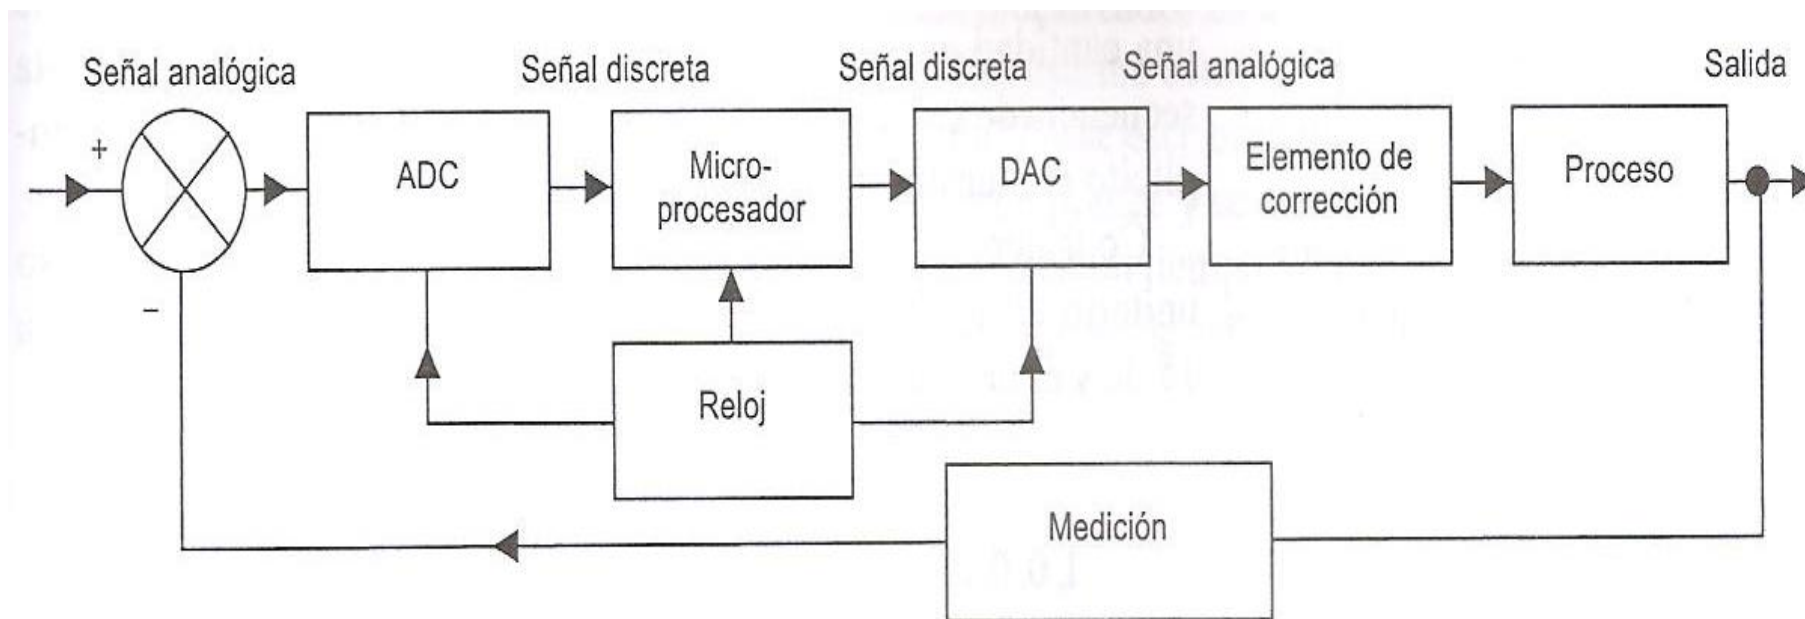 Señal analógica
Señal discreta
Señal discreta
Señal analógica
Salida
+
ADC
Micro-
procesador
DAC
Elemento de
corrección
Proceso
–
Reloj
Medición